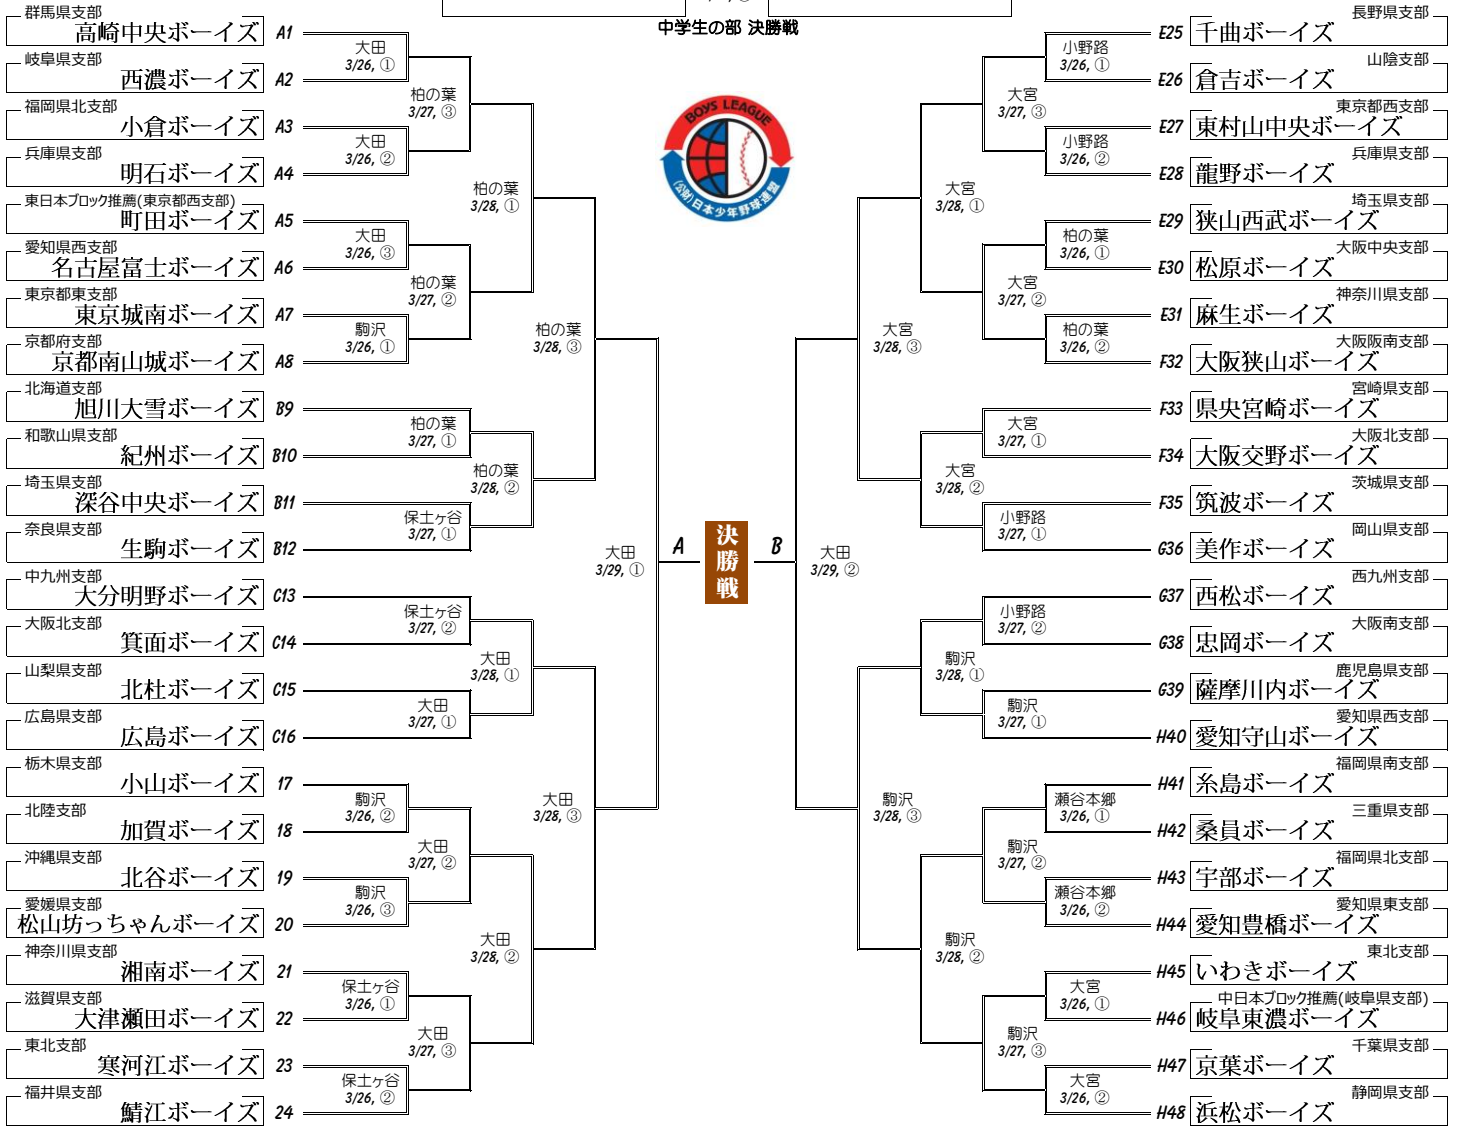 中学生の部 決勝戦
群馬県支部
高崎中央ボーイズ A1
岐阜県支部
西濃ボーイズ A2
福岡県北支部
小倉ボーイズ A3
兵庫県支部
明石ボーイズ A4
東日本ブロック推薦(東京都西支部)
町田ボーイズ A5
愛知県西支部
名古屋富士ボーイズ A6
東京都東支部
東京城南ボーイズ A7
京都府支部
京都南山城ボーイズ A8
北海道支部
旭川大雪ボーイズ B9
和歌山県支部
紀州ボーイズ B10
埼玉県支部
深谷中央ボーイズ B11
奈良県支部
生駒ボーイズ B12
中九州支部
大分明野ボーイズ C13
大阪北支部
箕面ボーイズ C14
山梨県支部
北杜ボーイズ C15
広島県支部
広島ボーイズ C16
栃木県支部
小山ボーイズ 17
北陸支部
加賀ボーイズ 18
沖縄県支部
北谷ボーイズ 19
愛媛県支部
松山坊っちゃんボーイズ 20
神奈川県支部
湘南ボーイズ 21
滋賀県支部
大津瀬田ボーイズ 22
東北支部
寒河江ボーイズ 23
福井県支部
鯖江ボーイズ 24
大田
3/26, ①
大田
3/26, ②
大田
3/26, ③
駒沢
3/26, ①
駒沢
3/26, ②
駒沢
3/26, ③
保土ヶ谷
3/26, ①
保土ヶ谷
3/26, ②
柏の葉
3/27, ③
柏の葉
3/27, ②
柏の葉
3/27, ①
保土ヶ谷
3/27, ①
保土ヶ谷
3/27, ②
大田
3/27, ①
大田
3/27, ②
大田
3/27, ③
柏の葉
3/28, ①
柏の葉
3/28, ②
大田
3/28, ①
大田
3/28, ②
柏の葉
3/28, ③
大田
3/28, ③
大田
3/29, ①
A
BOYS LEAGUE
(公財)日本少年野球連盟
決勝戦
B
大田
3/29, ②
大宮
3/28, ③
駒沢
3/28, ③
大宮
3/28, ①
大宮
3/28, ②
駒沢
3/28, ①
駒沢
3/28, ②
大宮
3/27, ③
大宮
3/27, ②
大宮
3/27, ①
小野路
3/27, ①
小野路
3/27, ②
駒沢
3/27, ①
駒沢
3/27, ②
駒沢
3/27, ③
小野路
3/26, ①
小野路
3/26, ②
柏の葉
3/26, ①
柏の葉
3/26, ②
瀬谷本郷
3/26, ①
瀬谷本郷
3/26, ②
大宮
3/26, ①
大宮
3/26, ②
長野県支部
E25 千曲ボーイズ
山陰支部
E26 倉吉ボーイズ
東京都西支部
E27 東村山中央ボーイズ
兵庫県支部
E28 龍野ボーイズ
埼玉県支部
E29 狭山西武ボーイズ
大阪中央支部
E30 松原ボーイズ
神奈川県支部
E31 麻生ボーイズ
大阪阪南支部
F32 大阪狭山ボーイズ
宮崎県支部
F33 県央宮崎ボーイズ
大阪北支部
F34 大阪交野ボーイズ
茨城県支部
F35 筑波ボーイズ
岡山県支部
G36 美作ボーイズ
西九州支部
G37 西松ボーイズ
大阪南支部
G38 忠岡ボーイズ
鹿児島県支部
G39 薩摩川内ボーイズ
愛知県西支部
H40 愛知守山ボーイズ
福岡県南支部
H41 糸島ボーイズ
三重県支部
H42 桑員ボーイズ
福岡県北支部
H43 宇部ボーイズ
愛知県東支部
H44 愛知豊橋ボーイズ
東北支部
H45 いわきボーイズ
中日本ブロック推薦(岐阜県支部)
H46 岐阜東濃ボーイズ
千葉県支部
H47 京葉ボーイズ
静岡県支部
H48 浜松ボーイズ